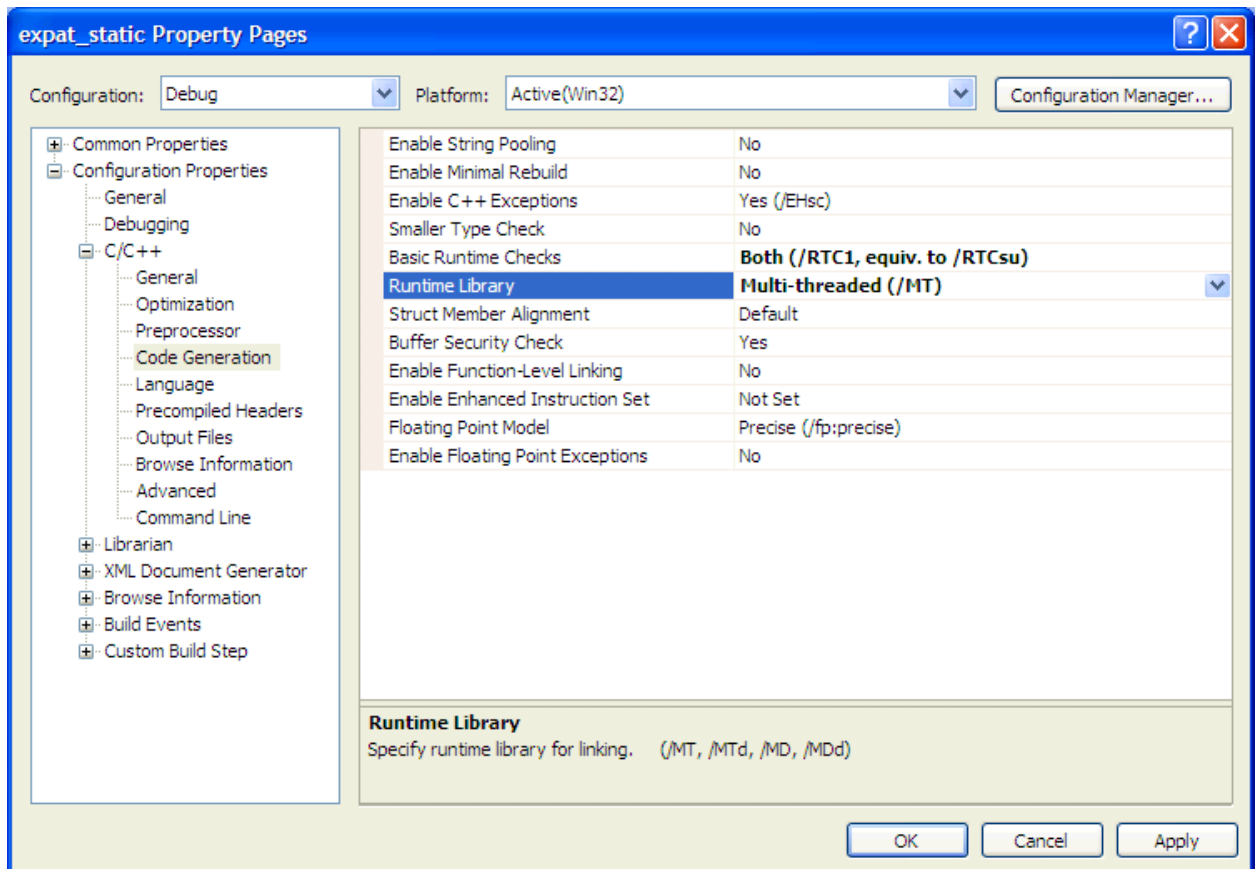 expat_static Property Pages
Configuration: Debug Platform: Active(Win32) Configuration Manager...
Common Properties
Configuration Properties
General
Debugging
C/C++
General
Optimization
Preprocessor
Code Generation
Language
Precompiled Headers
Output Files
Browse Information
Advanced
Command Line
Librarian
XML Document Generator
Browse Information
Build Events
Custom Build Step
Enable String Pooling No
Enable Minimal Rebuild No
Enable C++ Exceptions Yes (/EHsc)
Smaller Type Check No
Basic Runtime Checks Both (/RTC1, equiv. to /RTCsu)
Runtime Library Multi-threaded (/MT)
Struct Member Alignment Default
Buffer Security Check Yes
Enable Function-Level Linking No
Enable Enhanced Instruction Set Not Set
Floating Point Model Precise (/fp:precise)
Enable Floating Point Exceptions No
Runtime Library
Specify runtime library for linking. (/MT, /MTd, /MD, /MDd)
OK Cancel Apply